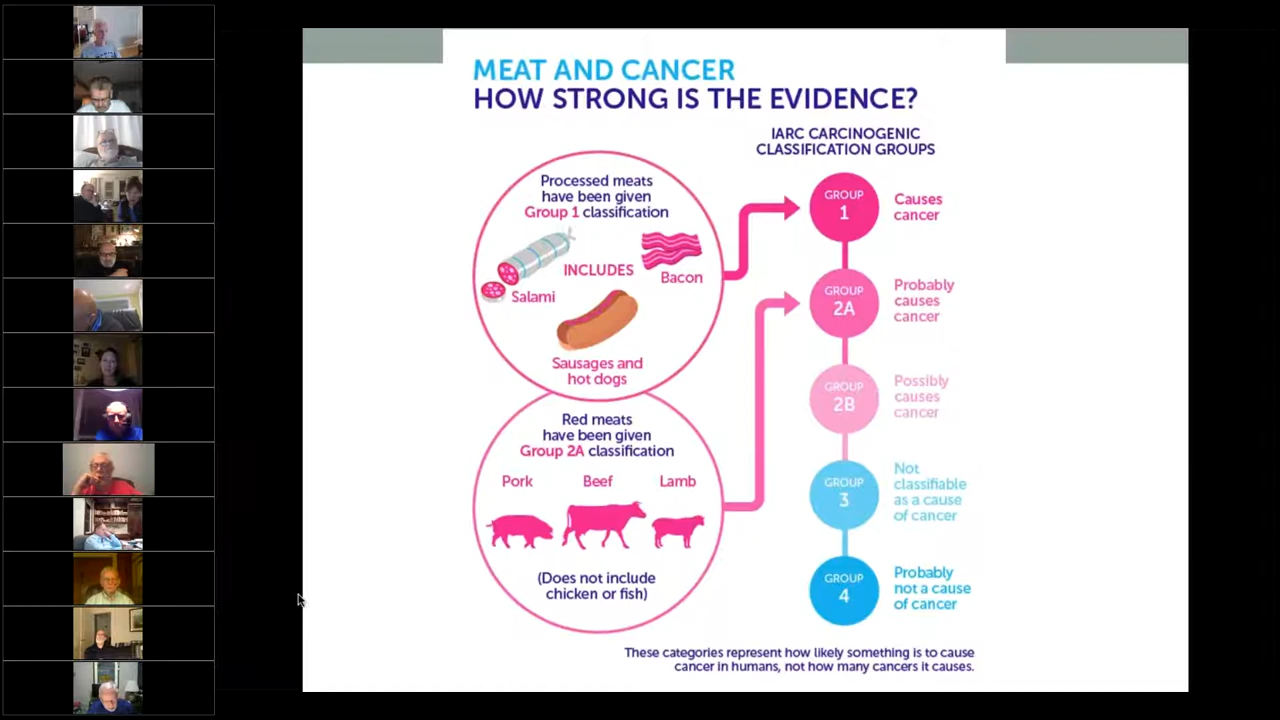 MEAT AND CANCER
HOW STRONG IS THE EVIDENCE?
IARC CARCINOGENIC
CLASSIFICATION GROUPS
Processed meats
have been given
Group 1 classification
INCLUDES
Salami
Bacon
Sausages and
hot dogs
Red meats
have been given
Group 2A classification
Pork
Beef
Lamb
(Does not include
chicken or fish)
GROUP
1
Causes
cancer
GROUP
2A
Probably
causes
cancer
GROUP
2B
Possibly
causes
cancer
GROUP
3
Not
classifiable
as a cause
of cancer
GROUP
4
Probably
not a cause
of cancer
These categories represent how likely something is to cause
cancer in humans, not how many cancers it causes.